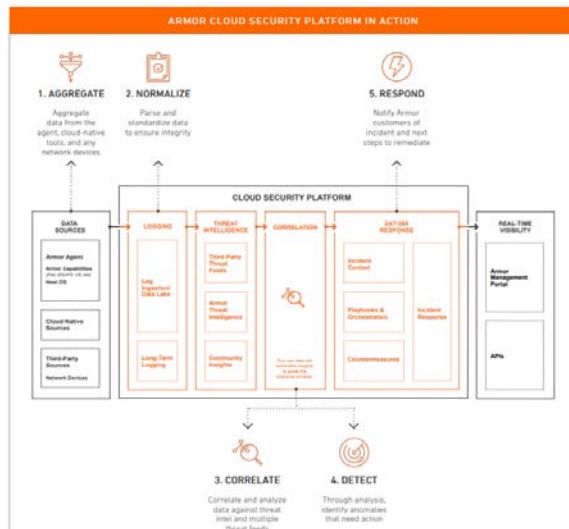 ARMOR CLOUD SECURITY PLATFORM IN ACTION
1. AGGREGATE
Aggregate
data from the
agent, cloud-native
tools, and any
network devices
2. NORMALIZE
Parse and
standardize data
to ensure integrity
5. RESPOND
Notify Armor
customers of
incident and next
steps to remediate
CLOUD SECURITY PLATFORM
DATA
SOURCES
Armor Agent
Armor Capabilities
Host OS
Cloud-Native
Sources
Third-Party
Sources
Network Devices
LOGGING
Log
Ingestion/
Data Lake
Long-Term
Logging
THREAT
INTELLIGENCE
Third-Party
Threat
Feeds
Armor
Threat
Intelligence
Community
Insights
CORRELATION
24/7/365
RESPONSE
Incident
Context
Playbooks &
Orchestration
Countermeasures
Incident
Response
REAL-TIME
VISIBILITY
Armor
Management
Portal
APIs
3. CORRELATE
Correlate and analyze
data against threat
intel and multiple
threat feeds
4. DETECT
Through analysis,
identify anomalies
that need action